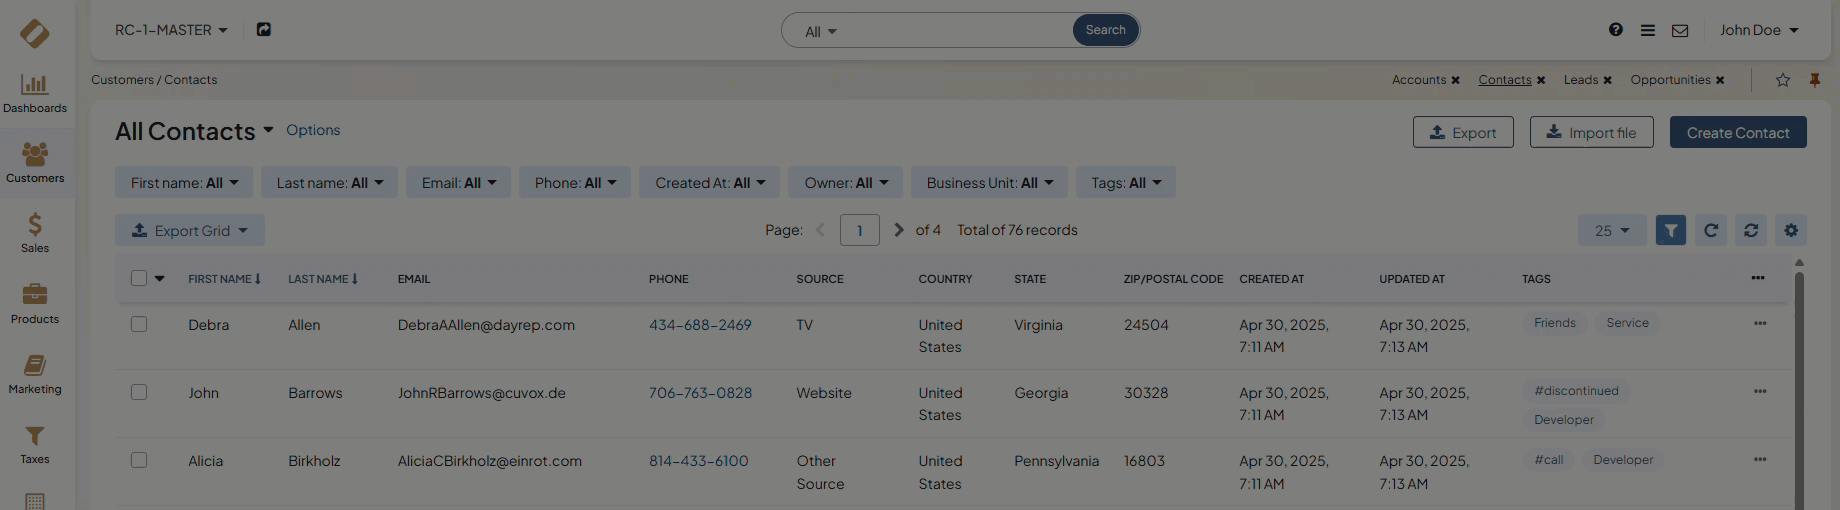 RC-1-MASTER
All
Search
John Doe
Customers / Contacts
Accounts Contacts Leads Opportunities
Dashboards
Customers
Sales
Products
Marketing
Taxes
All Contacts Options
Export Import file Create Contact
First name: All Last name: All Email: All Phone: All Created At: All Owner: All Business Unit: All Tags: All
Export Grid
Page: 1 of 4 Total of 76 records
25
FIRST NAME LAST NAME EMAIL PHONE SOURCE COUNTRY STATE ZIP/POSTAL CODE CREATED AT UPDATED AT TAGS
Debra Allen DebraAAllen@dayrep.com 434-688-2469 TV United Virginia 24504 Apr 30, 2025, Apr 30, 2025, Friends Service
States 7:11 AM 7:13 AM
John Barrows JohnRBarrows@cuvox.de 706-763-0828 Website United Georgia 30328 Apr 30, 2025, Apr 30, 2025, #discontinued
States 7:11 AM 7:13 AM Developer
Alicia Birkholz AliciaCBirkholz@einrot.com 814-433-6100 Other United Pennsylvania 16803 Apr 30, 2025, Apr 30, 2025, #call Developer
Source States 7:11 AM 7:13 AM